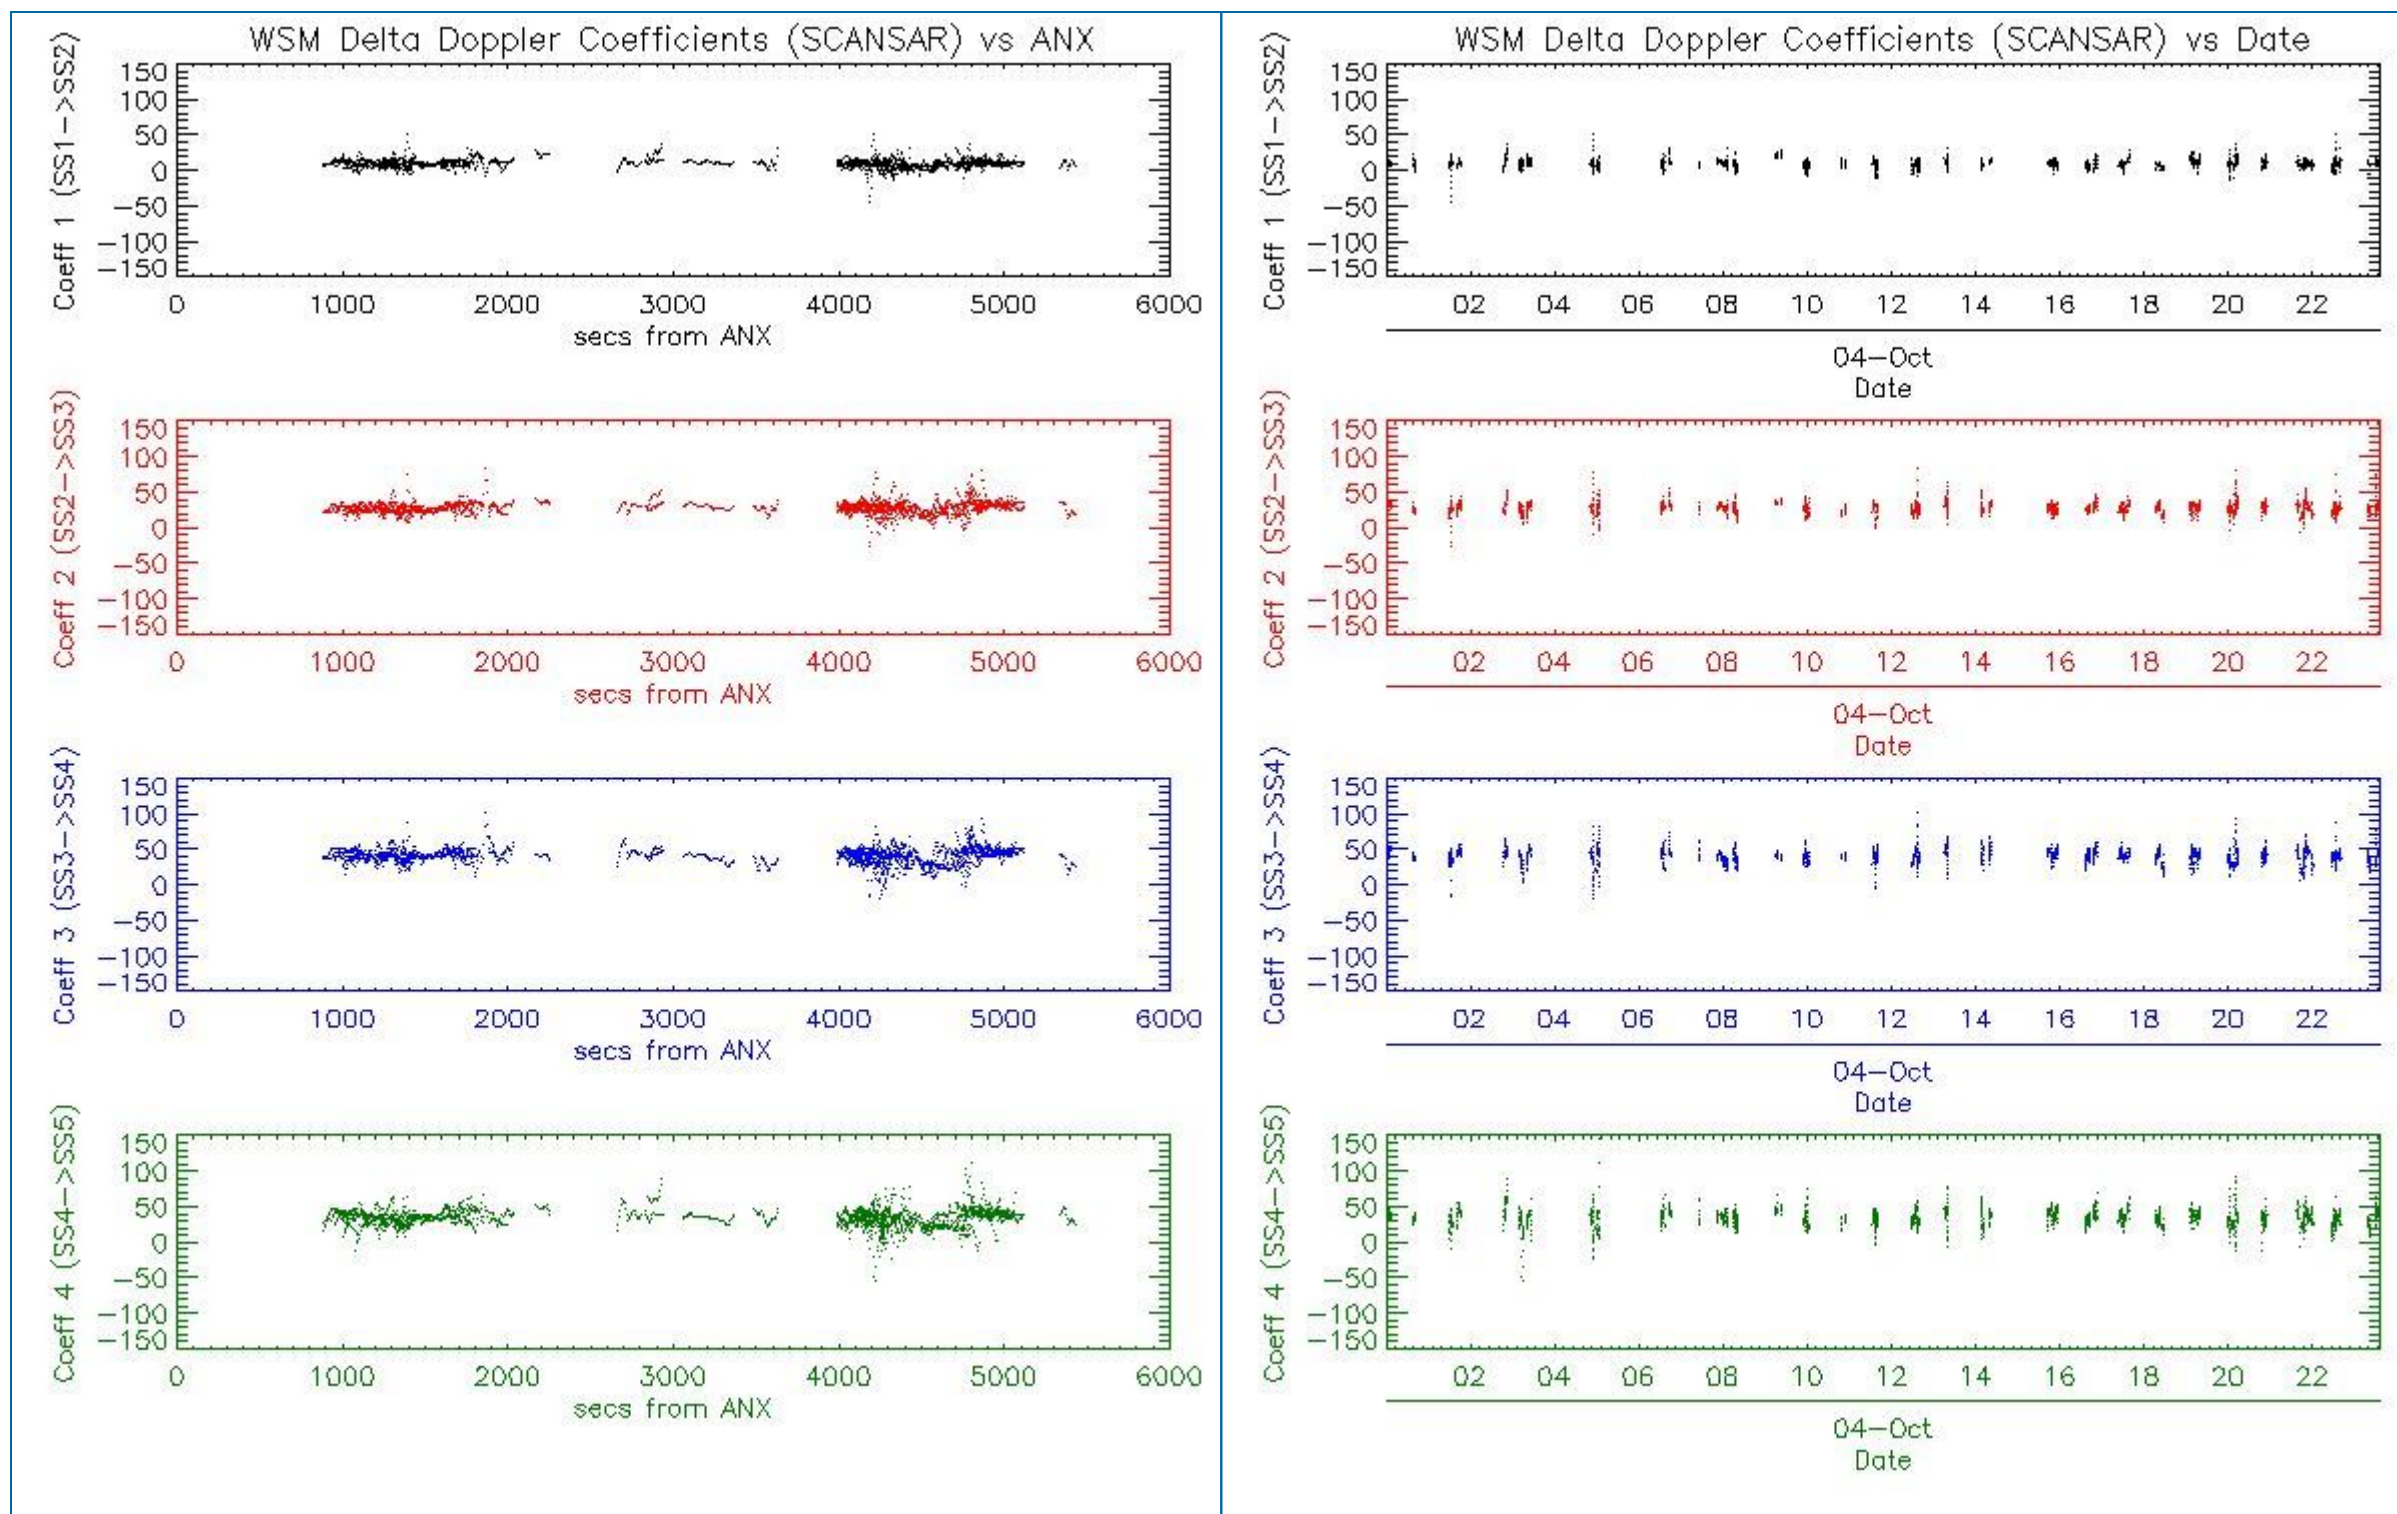 WSM Delta Doppler Coefficients (SCANSAR) vs ANX
Coeff 1 (SS1->SS2)
150
100
50
0
-50
-100
-150
0 1000 2000 3000 4000 5000 6000
secs from ANX
Coeff 2 (SS2->SS3)
150
100
50
0
-50
-100
-150
0 1000 2000 3000 4000 5000 6000
secs from ANX
Coeff 3 (SS3->SS4)
150
100
50
0
-50
-100
-150
0 1000 2000 3000 4000 5000 6000
secs from ANX
Coeff 4 (SS4->SS5)
150
100
50
0
-50
-100
-150
0 1000 2000 3000 4000 5000 6000
secs from ANX
WSM Delta Doppler Coefficients (SCANSAR) vs Date
Coeff 1 (SS1->SS2)
150
100
50
0
-50
-100
-150
02 04 06 08 10 12 14 16 18 20 22
04-Oct
Date
Coeff 2 (SS2->SS3)
150
100
50
0
-50
-100
-150
02 04 06 08 10 12 14 16 18 20 22
04-Oct
Date
Coeff 3 (SS3->SS4)
150
100
50
0
-50
-100
-150
02 04 06 08 10 12 14 16 18 20 22
04-Oct
Date
Coeff 4 (SS4->SS5)
150
100
50
0
-50
-100
-150
02 04 06 08 10 12 14 16 18 20 22
04-Oct
Date